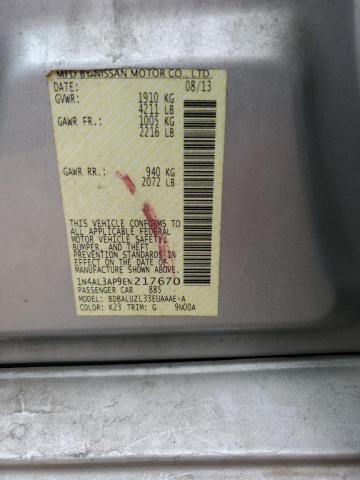 MFD BY NISSAN MOTOR CO., LTD.
DATE: 08/13
GVWR: 1910 KG
4211 LB
GAWR FR.: 1005 KG
2216 LB
GAWR RR.: 940 KG
2072 LB
THIS VEHICLE CONFORMS TO
ALL APPLICABLE FEDERAL
MOTOR VEHICLE SAFETY,
BUMPER, AND THEFT
PREVENTION STANDARDS IN
EFFECT ON THE DATE OF
MANUFACTURE SHOWN ABOVE.
1N4AL3AP9EN217670
PASSENGER CAR 885
MODEL: BDBALUZL33EUAAAE-A
COLOR: K23 TRIM: G 9N00A